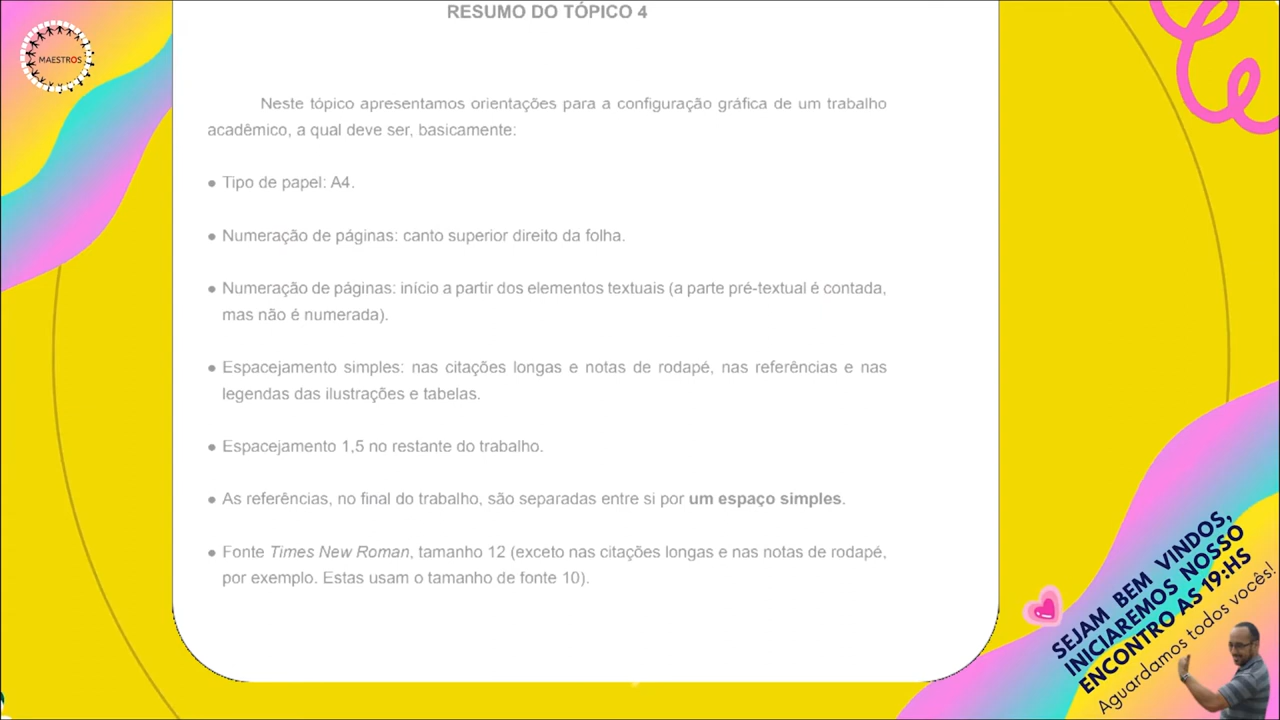 RESUMO DO TÓPICO 4
MAESTROS
Neste tópico apresentamos orientações para a configuração gráfica de um trabalho
acadêmico, a qual deve ser, basicamente:
● Tipo de papel: A4.
● Numeração de páginas: canto superior direito da folha.
● Numeração de páginas: início a partir dos elementos textuais (a parte pré-textual é contada,
mas não é numerada).
● Espacejamento simples: nas citações longas e notas de rodapé, nas referências e nas
legendas das ilustrações e tabelas.
● Espacejamento 1,5 no restante do trabalho.
● As referências, no final do trabalho, são separadas entre si por um espaço simples.
● Fonte Times New Roman, tamanho 12 (exceto nas citações longas e nas notas de rodapé,
por exemplo. Estas usam o tamanho de fonte 10).
SEJAM BEM VINDOS,
INICIAREMOS NOSSO
ENCONTRO AS 19:HS
Aguardamos todos vocês!